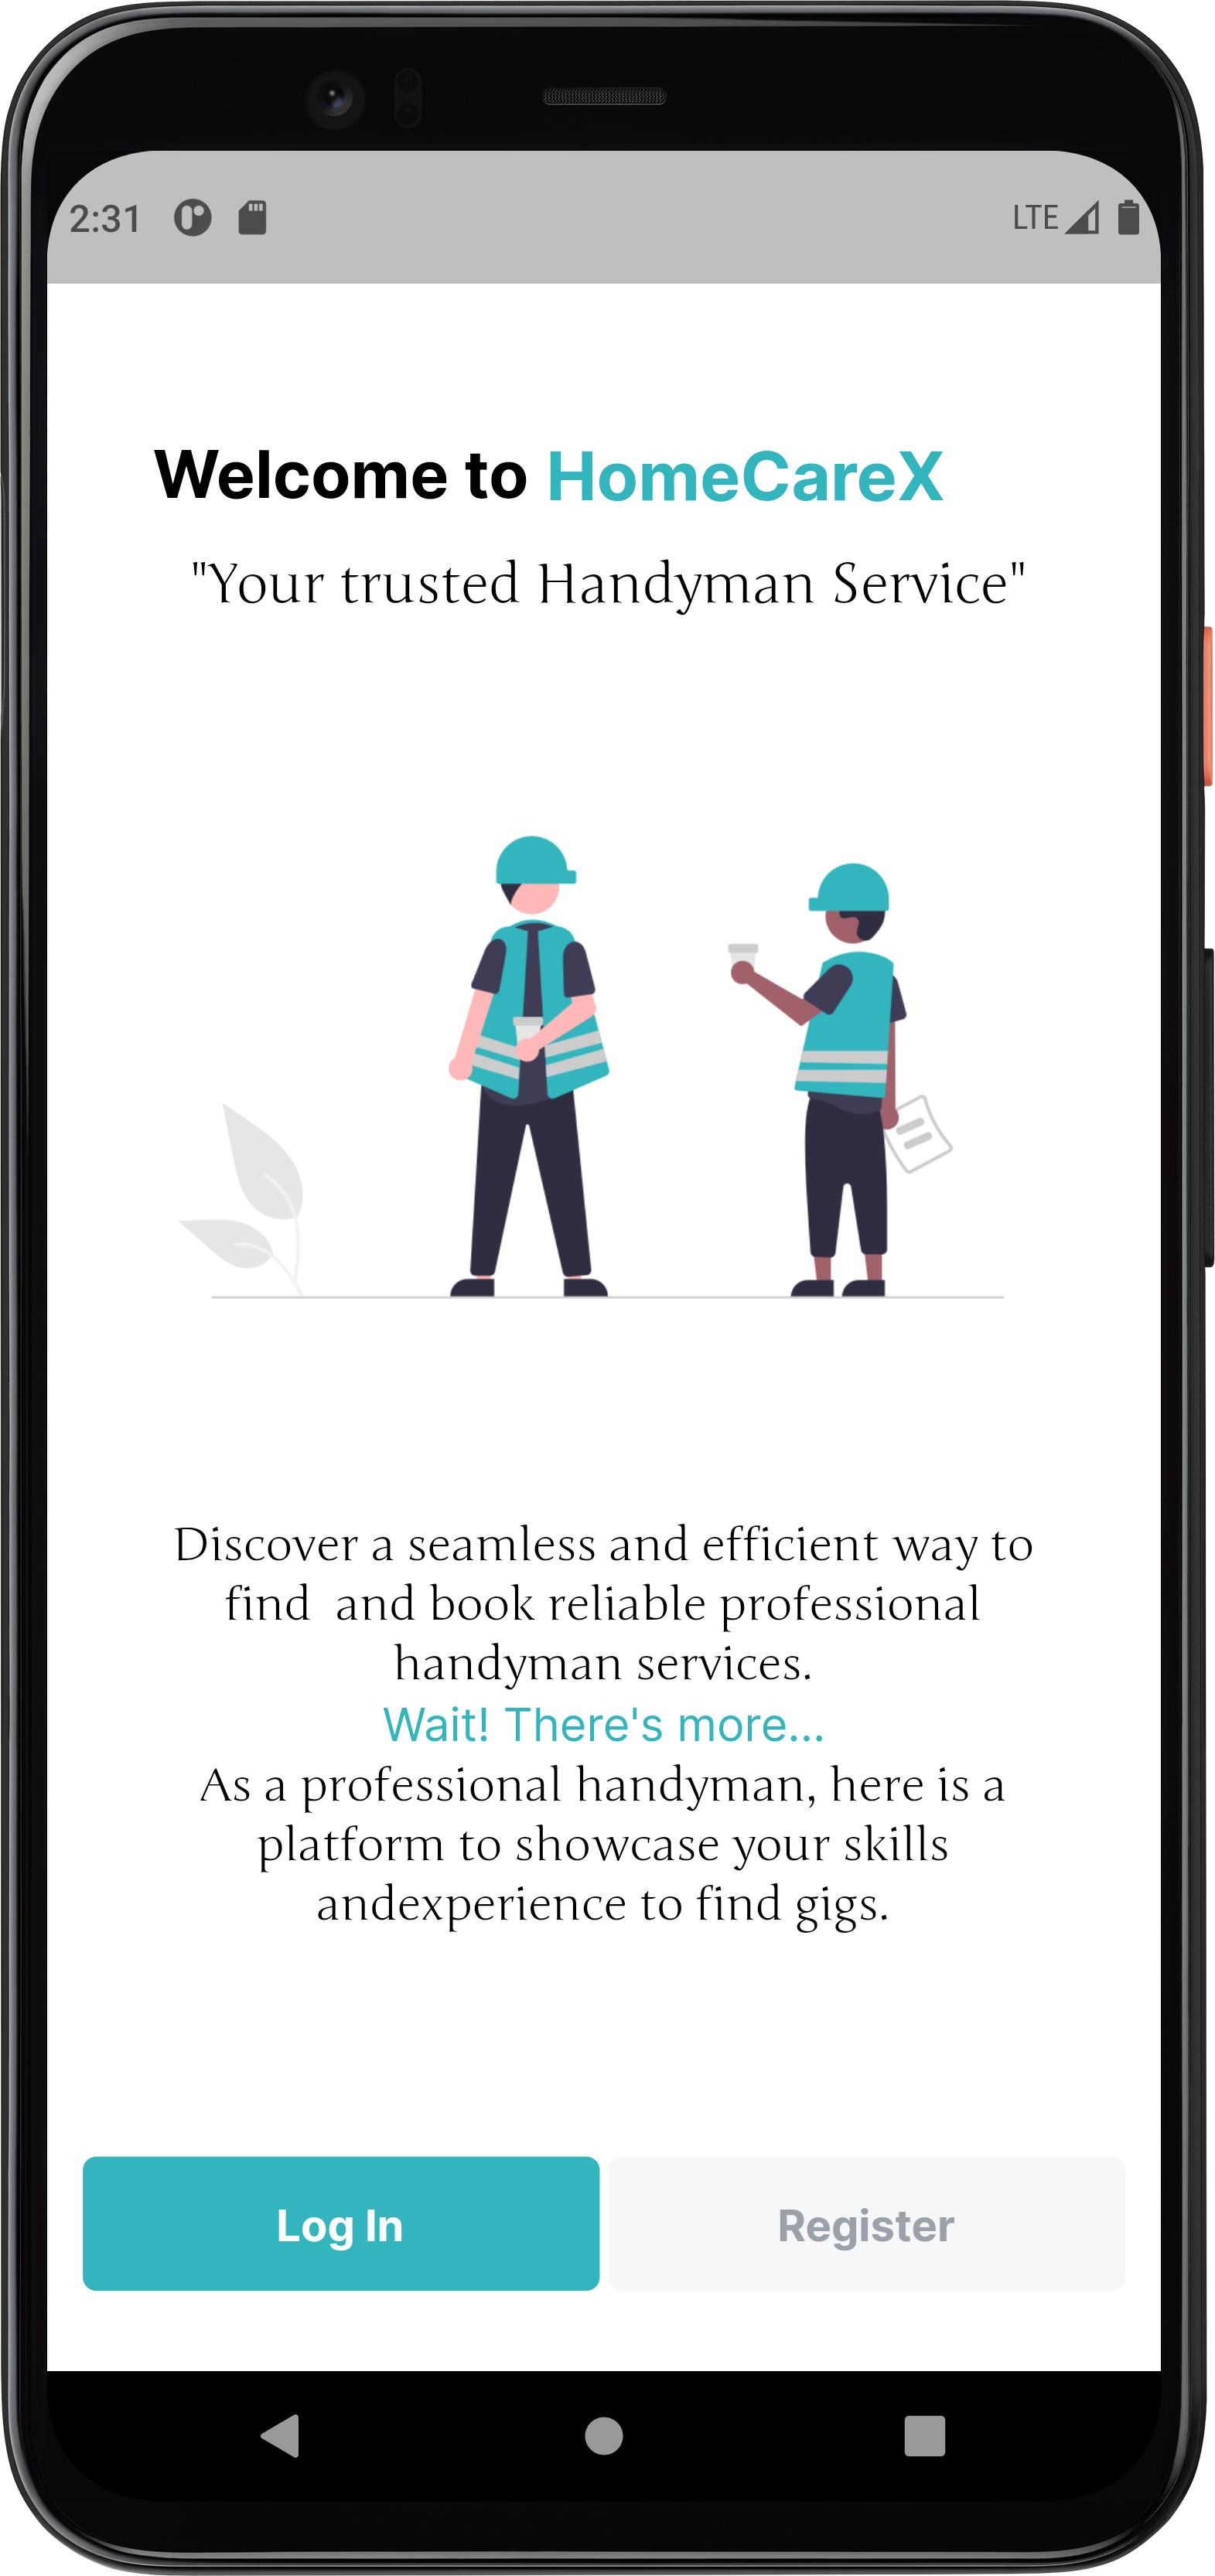 2:31 LTE
Welcome to HomeCareX
"Your trusted Handyman Service"
Discover a seamless and efficient way to
find  and book reliable professional
handyman services.
Wait! There's more...
As a professional handyman, here is a
platform to showcase your skills
andexperience to find gigs.
Log In Register